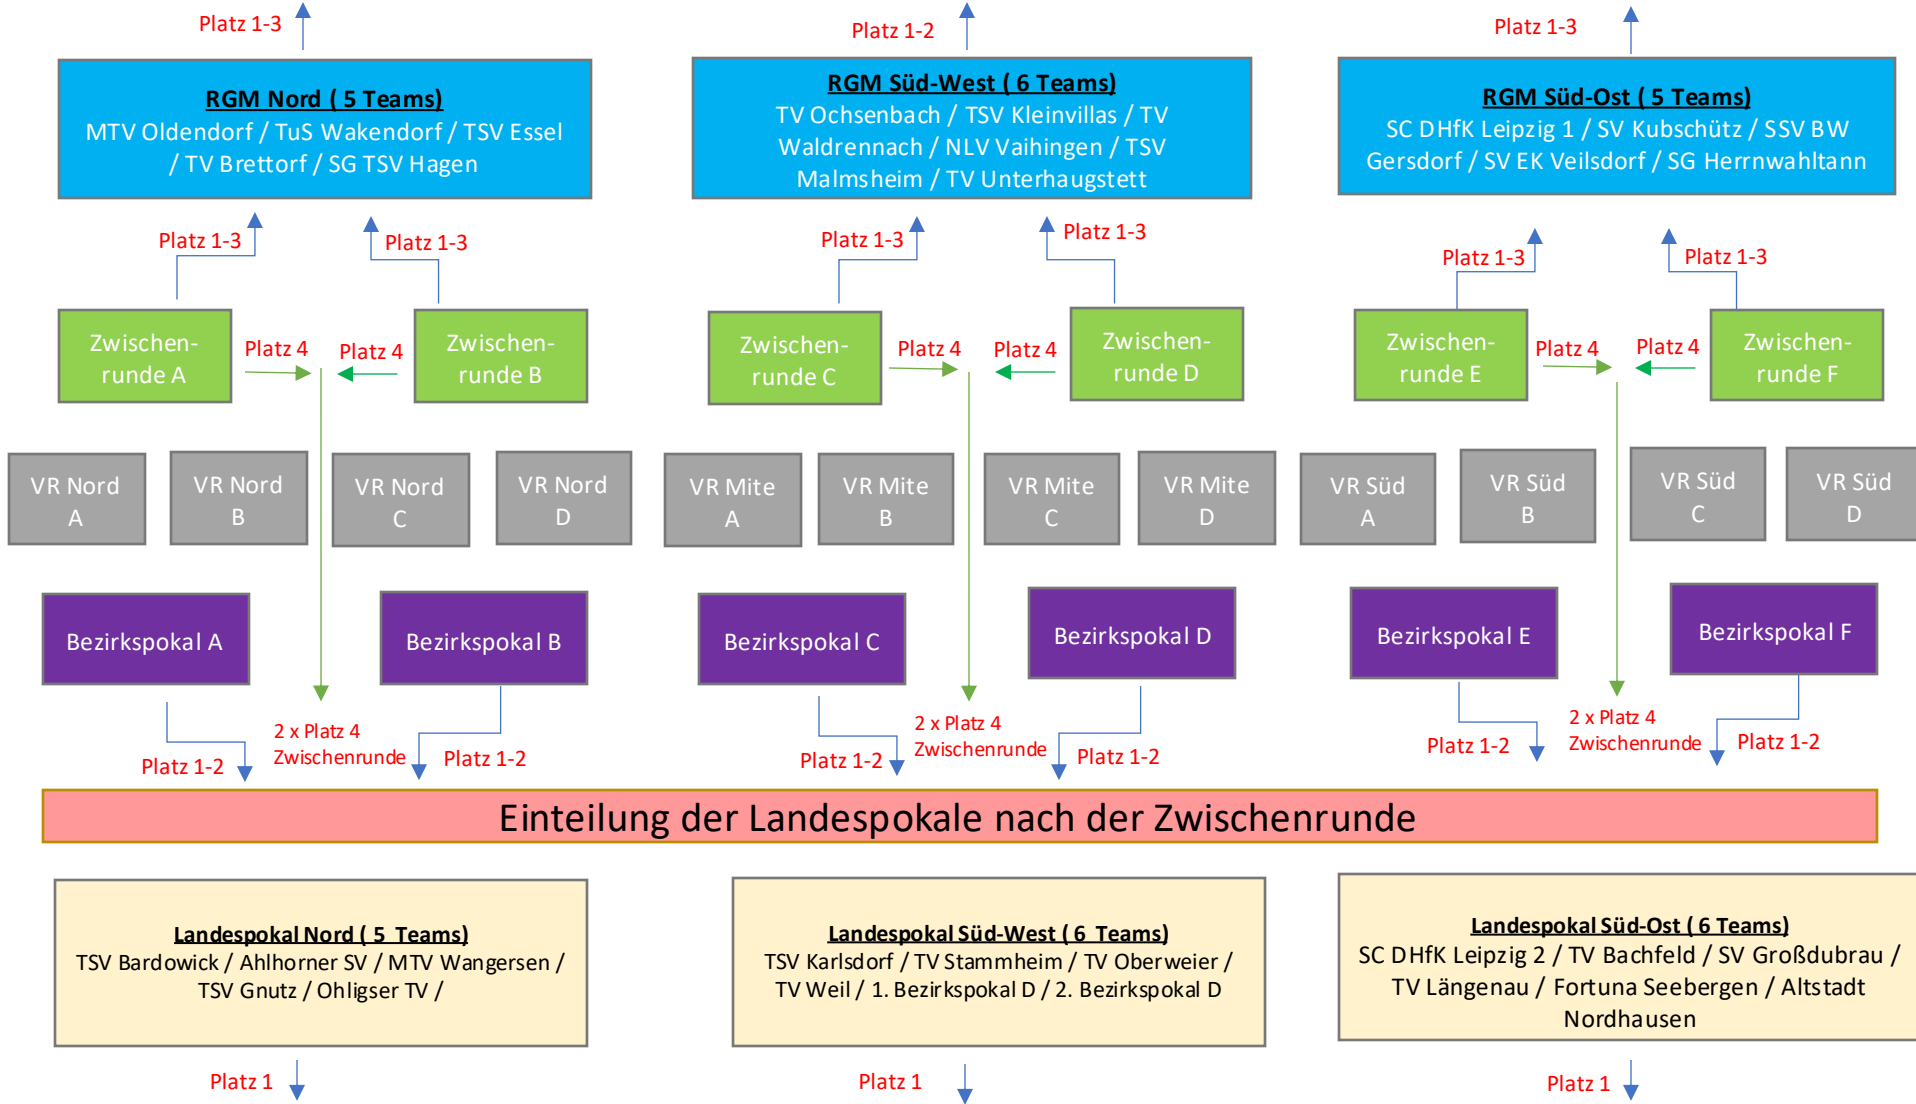 Platz 1-3
Platz 1-2
Platz 1-3
RGM Nord ( 5 Teams)
MTV Oldendorf / TuS Wakendorf / TSV Essel
/ TV Brettorf / SG TSV Hagen
RGM Süd-West ( 6 Teams)
TV Ochsenbach / TSV Kleinvillas / TV
Waldrennach / NLV Vaihingen / TSV
Malmsheim / TV Unterhaugstett
RGM Süd-Ost ( 5 Teams)
SC DHfK Leipzig 1 / SV Kubschütz / SSV BW
Gersdorf / SV EK Veilsdorf / SG Herrnwahltann
Platz 1-3
Platz 1-3
Platz 1-3
Platz 1-3
Platz 1-3
Platz 1-3
Zwischen-
runde A
Platz 4
Platz 4
Zwischen-
runde B
Zwischen-
runde C
Platz 4
Platz 4
Zwischen-
runde D
Zwischen-
runde E
Platz 4
Platz 4
Zwischen-
runde F
VR Nord
A
VR Nord
B
VR Nord
C
VR Nord
D
VR Mite
A
VR Mite
B
VR Mite
C
VR Mite
D
VR Süd
A
VR Süd
B
VR Süd
C
VR Süd
D
Bezirkspokal A
Bezirkspokal B
Bezirkspokal C
Bezirkspokal D
Bezirkspokal E
Bezirkspokal F
Platz 1-2
2 x Platz 4
Zwischenrunde
Platz 1-2
Platz 1-2
2 x Platz 4
Zwischenrunde
Platz 1-2
Platz 1-2
2 x Platz 4
Zwischenrunde
Platz 1-2
Einteilung der Landespokale nach der Zwischenrunde
Landespokal Nord ( 5 Teams)
TSV Bardowick / Ahlhorner SV / MTV Wangersen /
TSV Gnutz / Ohligser TV /
Landespokal Süd-West ( 6 Teams)
TSV Karlsdorf / TV Stammheim / TV Oberweier /
TV Weil / 1. Bezirkspokal D / 2. Bezirkspokal D
Landespokal Süd-Ost ( 6 Teams)
SC DHfK Leipzig 2 / TV Bachfeld / SV Großdubrau /
TV Längenau / Fortuna Seebergen / Altstadt
Nordhausen
Platz 1
Platz 1
Platz 1